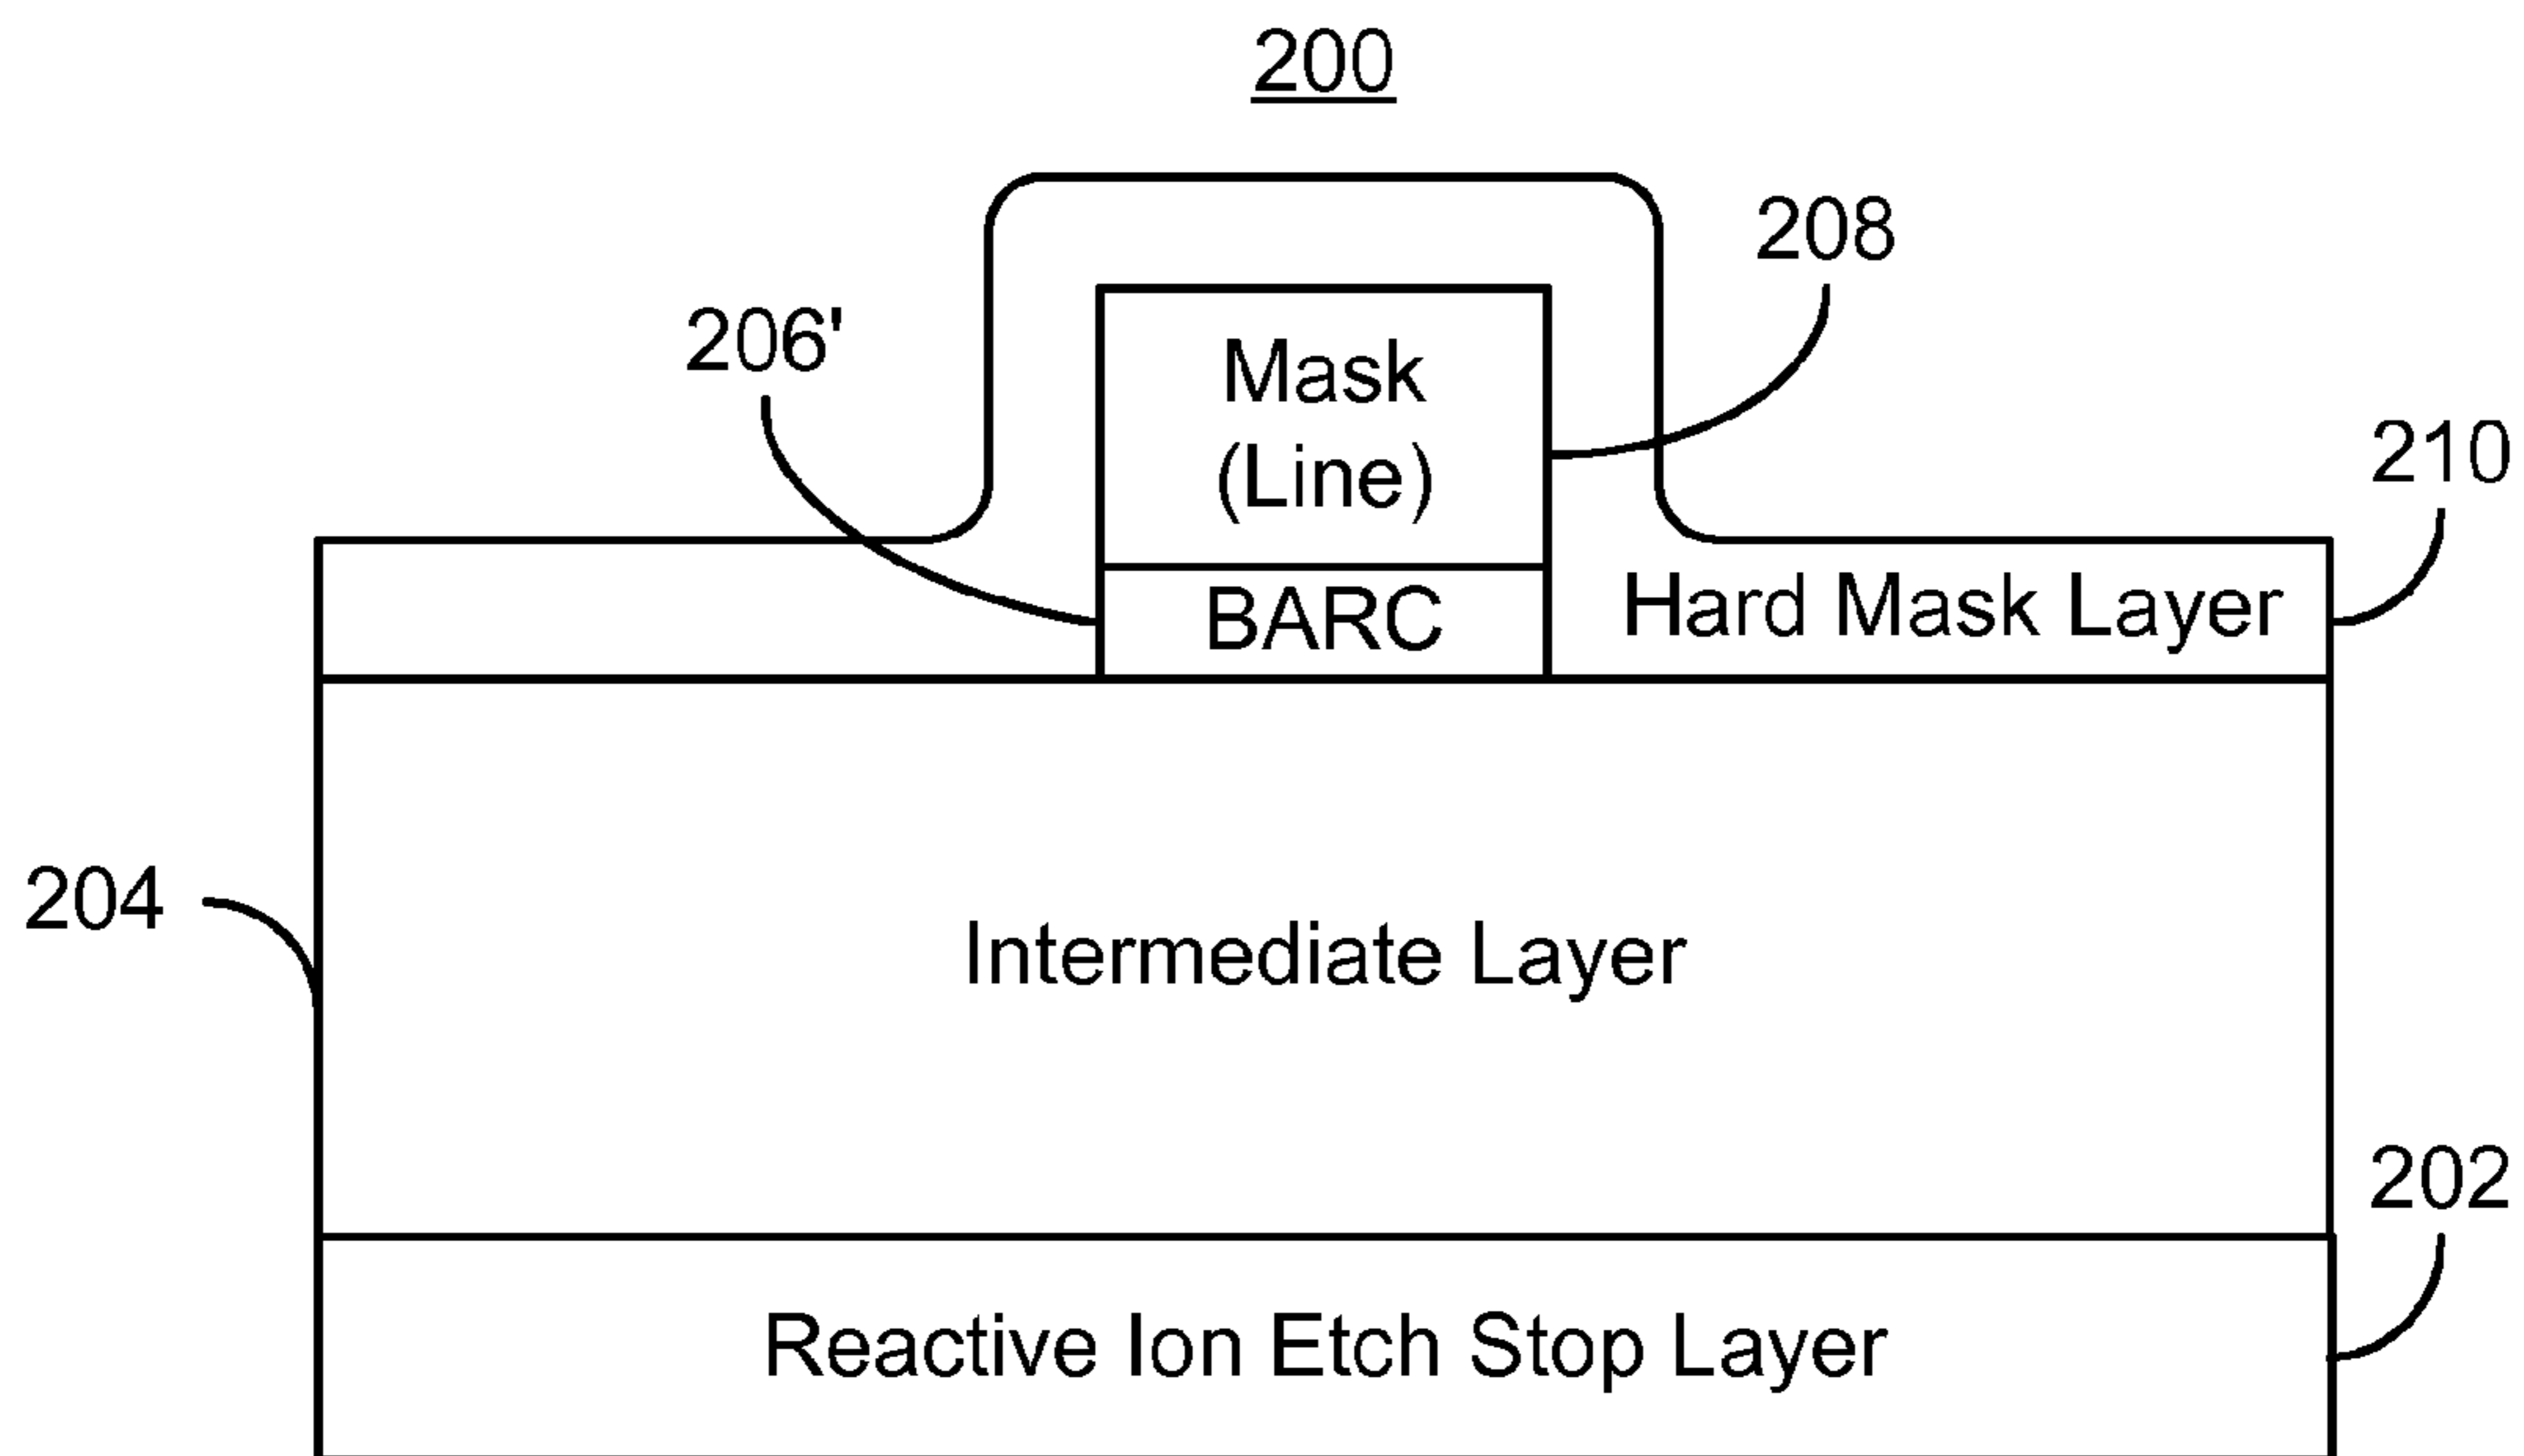 200
208
206'
Mask
(Line)
210
BARC
Hard Mask Layer
204
Intermediate Layer
202
Reactive Ion Etch Stop Layer